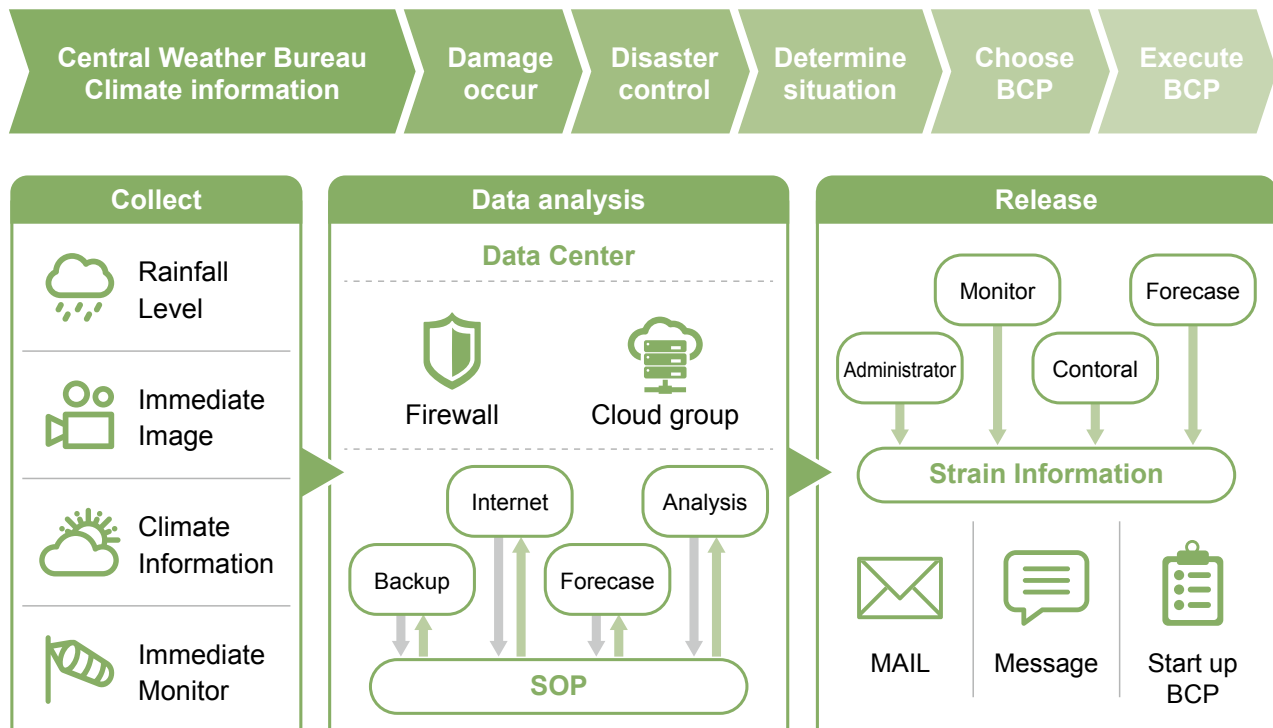 Central Weather Bureau
Climate information
Damage
occur
Disaster
control
Determine
situation
Choose
BCP
Execute
BCP
Collect
Rainfall
Level
Immediate
Image
Climate
Information
Immediate
Monitor
Data analysis
Data Center
Firewall
Cloud group
Internet
Analysis
Backup
Forecase
SOP
Release
Monitor
Forecase
Administrator
Contoral
Strain Information
MAIL
Message
Start up
BCP